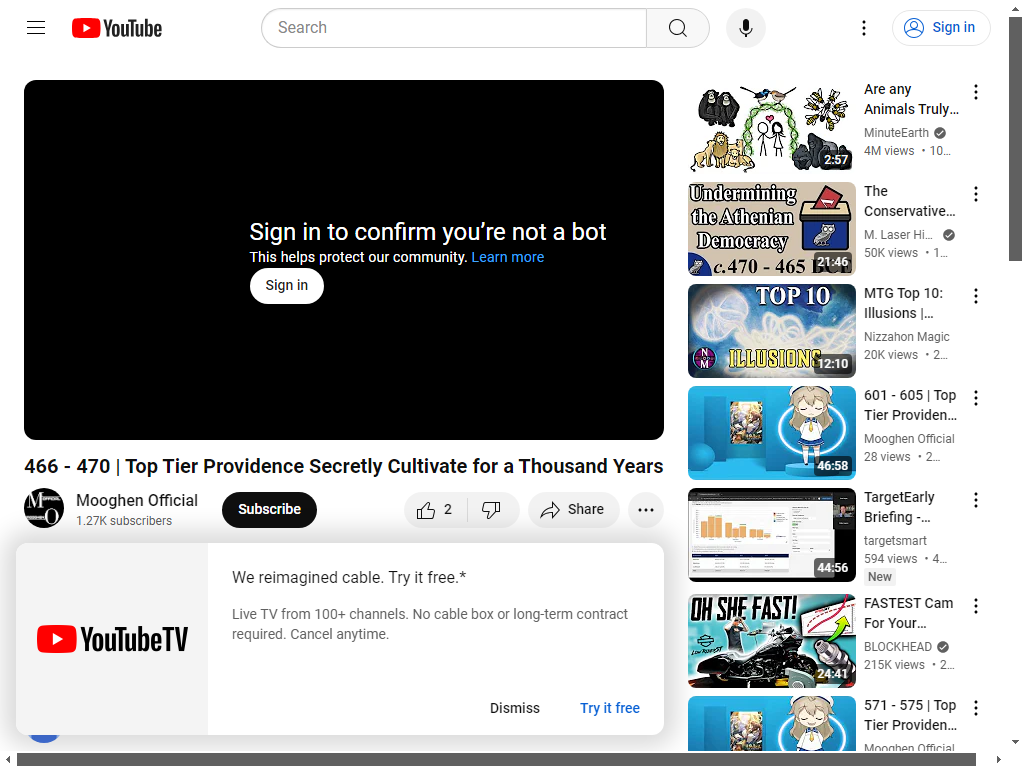 YouTube
Search
Sign in
Sign in to confirm you're not a bot
This helps protect our community. Learn more
Sign in
466 - 470 | Top Tier Providence Secretly Cultivate for a Thousand Years
Mooghen Official
1.27K subscribers
Subscribe
2
Share
We reimagined cable. Try it free.*
Live TV from 100+ channels. No cable box or long-term contract
required. Cancel anytime.
YouTubeTV
Dismiss
Try it free
2:57
Are any
Animals Truly...
MinuteEarth
4M views • 10...
Undermining
the Athenian
Democracy
c.470 - 465 BCE
21:46
The
Conservative...
M. Laser Hi...
50K views • 1...
TOP 10
ILLUSIONS
12:10
MTG Top 10:
Illusions |...
Nizzahon Magic
20K views • 2...
46:58
601 - 605 | Top
Tier Providen...
Mooghen Official
28 views • 2...
44:56
TargetEarly
Briefing -...
targetsmart
594 views • 4...
New
OH SHE FAST!
24:41
FASTEST Cam
For Your...
BLOCKHEAD
215K views • 2...
571 - 575 | Top
Tier Providen...
Mooghen Official